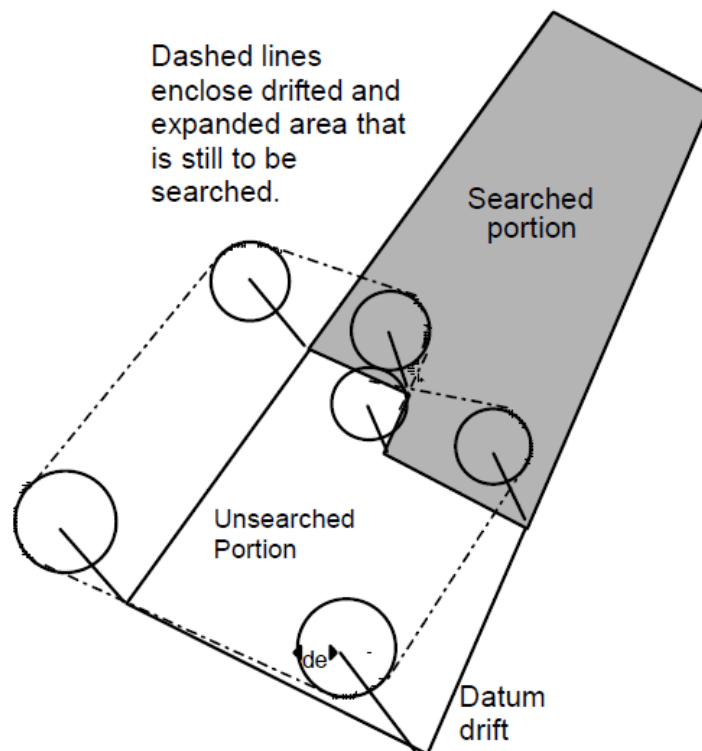 Dashed lines
enclose drifted and
expanded area that
is still to be
searched.
Searched
portion
Unsearched
Portion
de
Datum
drift